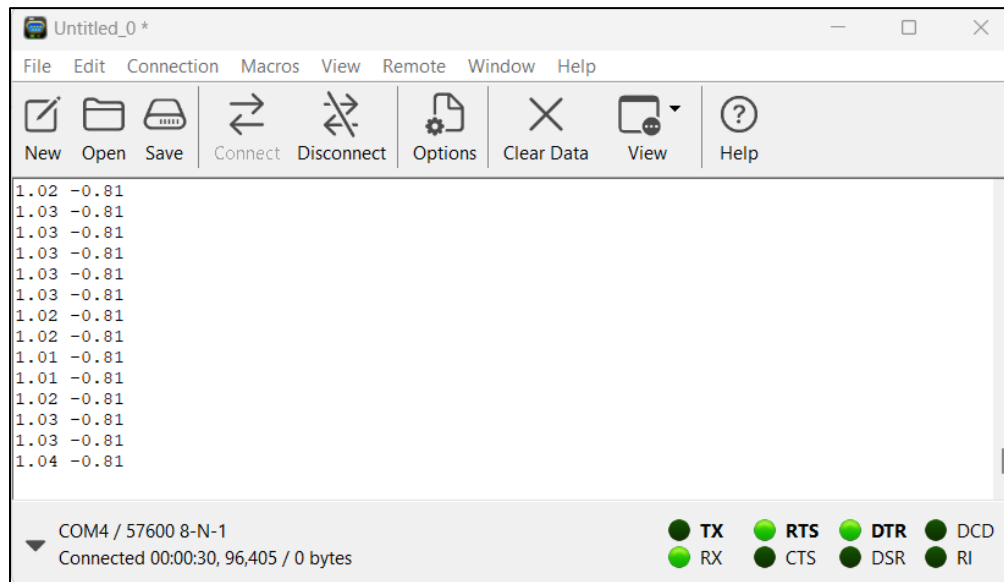 Untitled_0 *
File Edit Connection Macros View Remote Window Help
New Open Save Connect Disconnect Options Clear Data View Help
1.02 -0.81
1.03 -0.81
1.03 -0.81
1.03 -0.81
1.03 -0.81
1.03 -0.81
1.02 -0.81
1.02 -0.81
1.01 -0.81
1.01 -0.81
1.02 -0.81
1.03 -0.81
1.03 -0.81
1.04 -0.81
COM4 / 57600 8-N-1
Connected 00:00:30, 96,405 / 0 bytes
TX RTS DTR DCD
RX CTS DSR RI